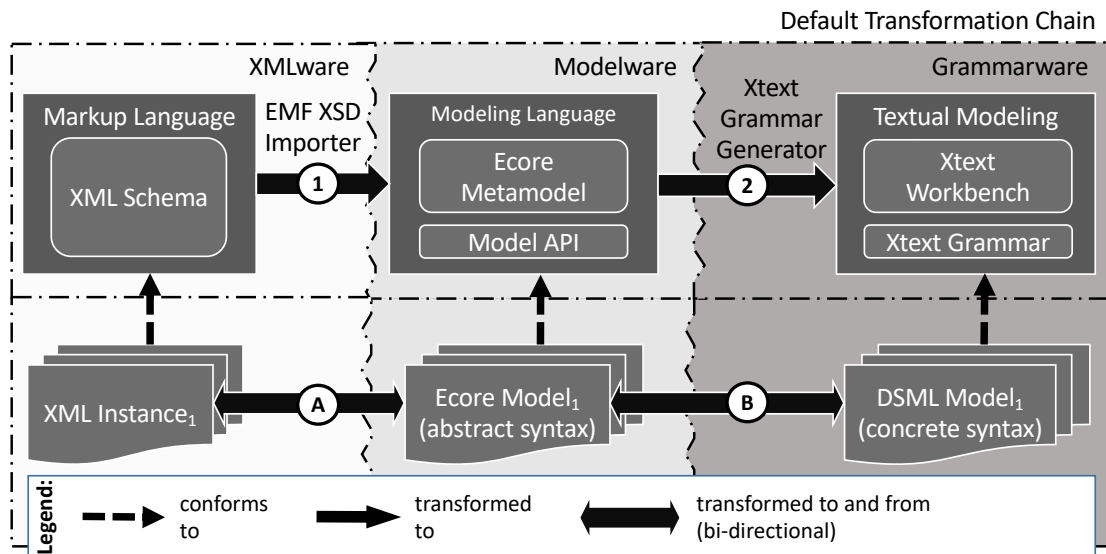 Default Transformation Chain
XMLware
Modelware
Grammarware
Markup Language
XML Schema
EMF XSD
Importer
1
Modeling Language
Ecore
Metamodel
Model API
Xtext
Grammar
Generator
2
Textual Modeling
Xtext
Workbench
Xtext Grammar
XML Instance₁
A
Ecore Model₁
(abstract syntax)
B
DSML Model₁
(concrete syntax)
Legend:
conforms
to
transformed
to
transformed to and from
(bi-directional)